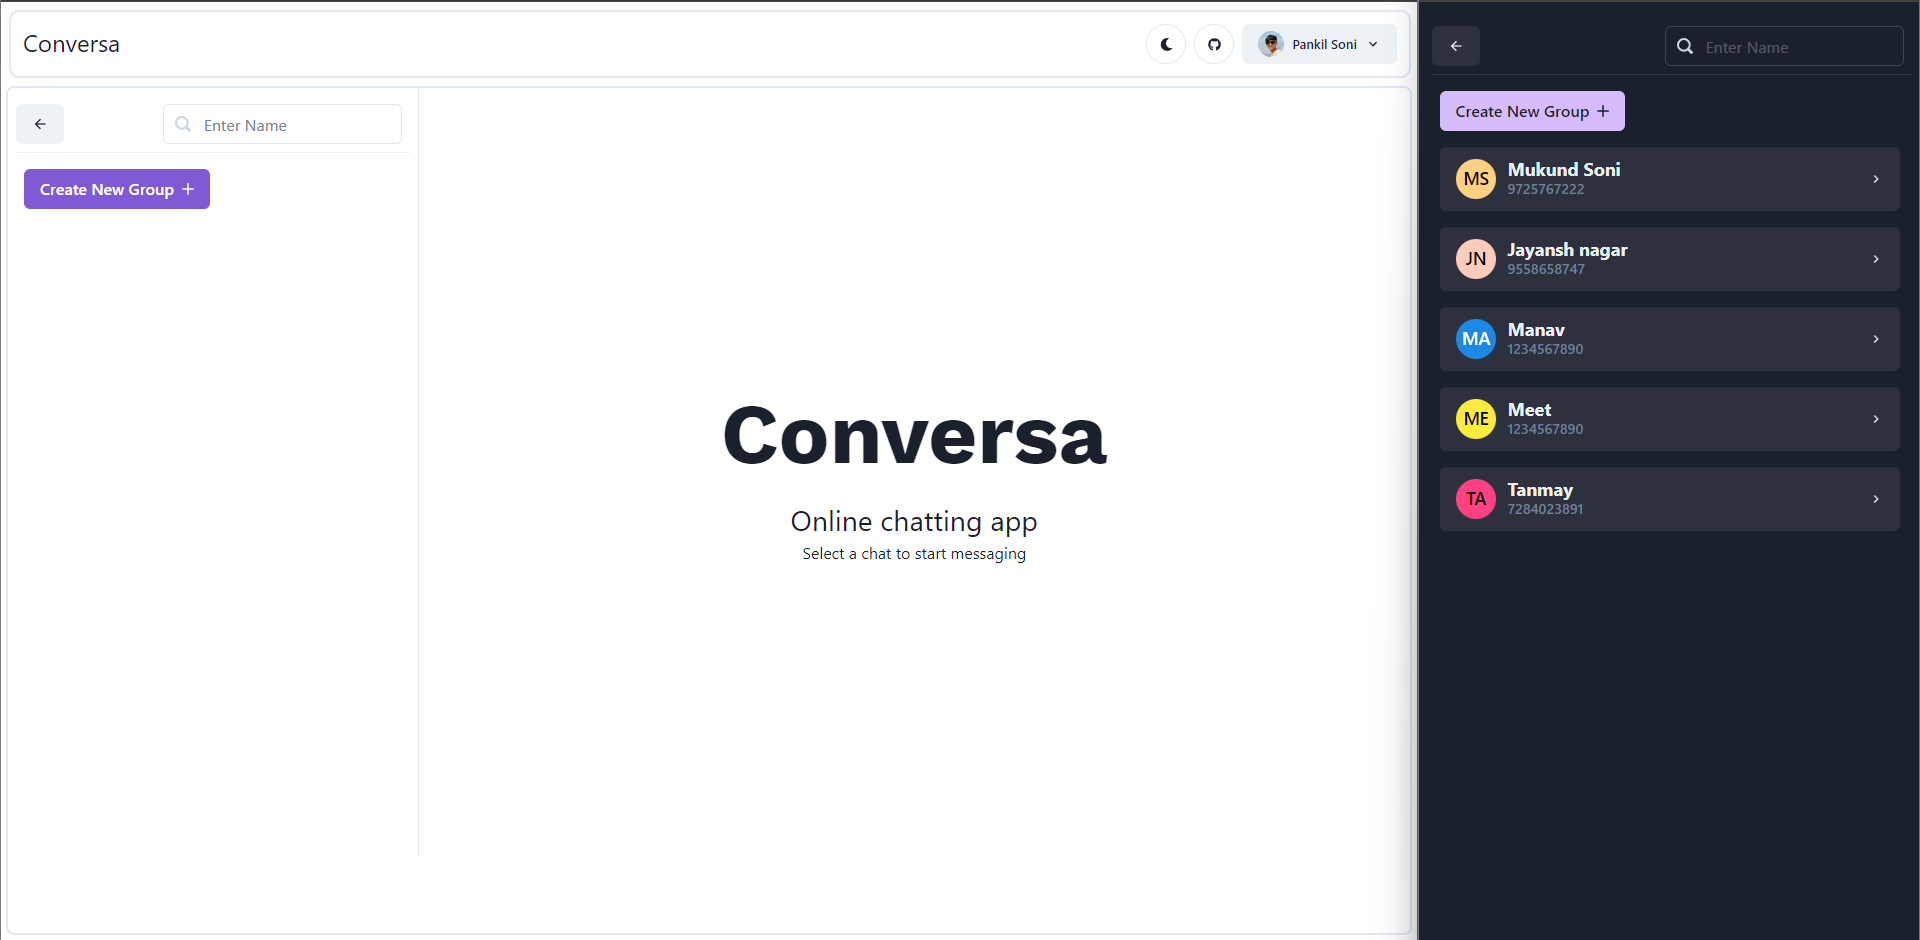 Conversa
Pankil Soni
Enter Name
Create New Group +
Conversa
Online chatting app
Select a chat to start messaging
Enter Name
Create New Group +
MS
Mukund Soni
9725767222
JN
Jayansh nagar
9558658747
MA
Manav
1234567890
ME
Meet
1234567890
TA
Tanmay
7284023891